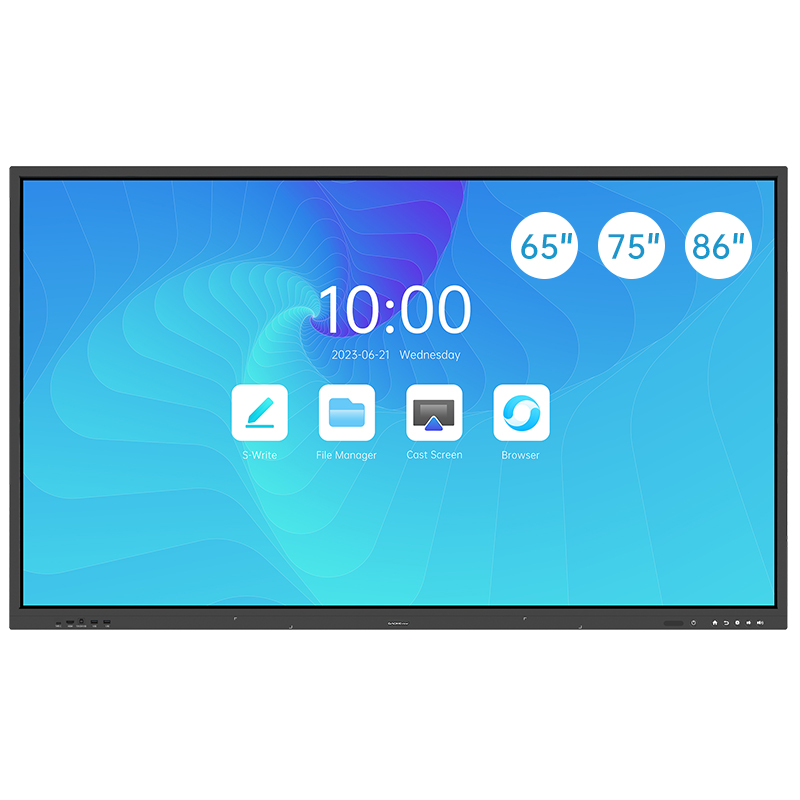 65" 75" 86"
10:00
2023-06-21 Wednesday
S-Write File Manager Cast Screen Browser